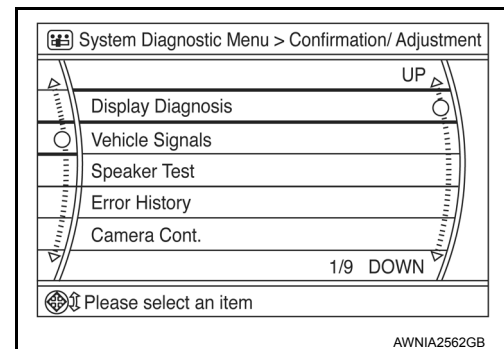 System Diagnostic Menu > Confirmation/ Adjustment
UP
Display Diagnosis
Vehicle Signals
Speaker Test
Error History
Camera Cont.
1/9 DOWN
Please select an item
AWNIA2562GB